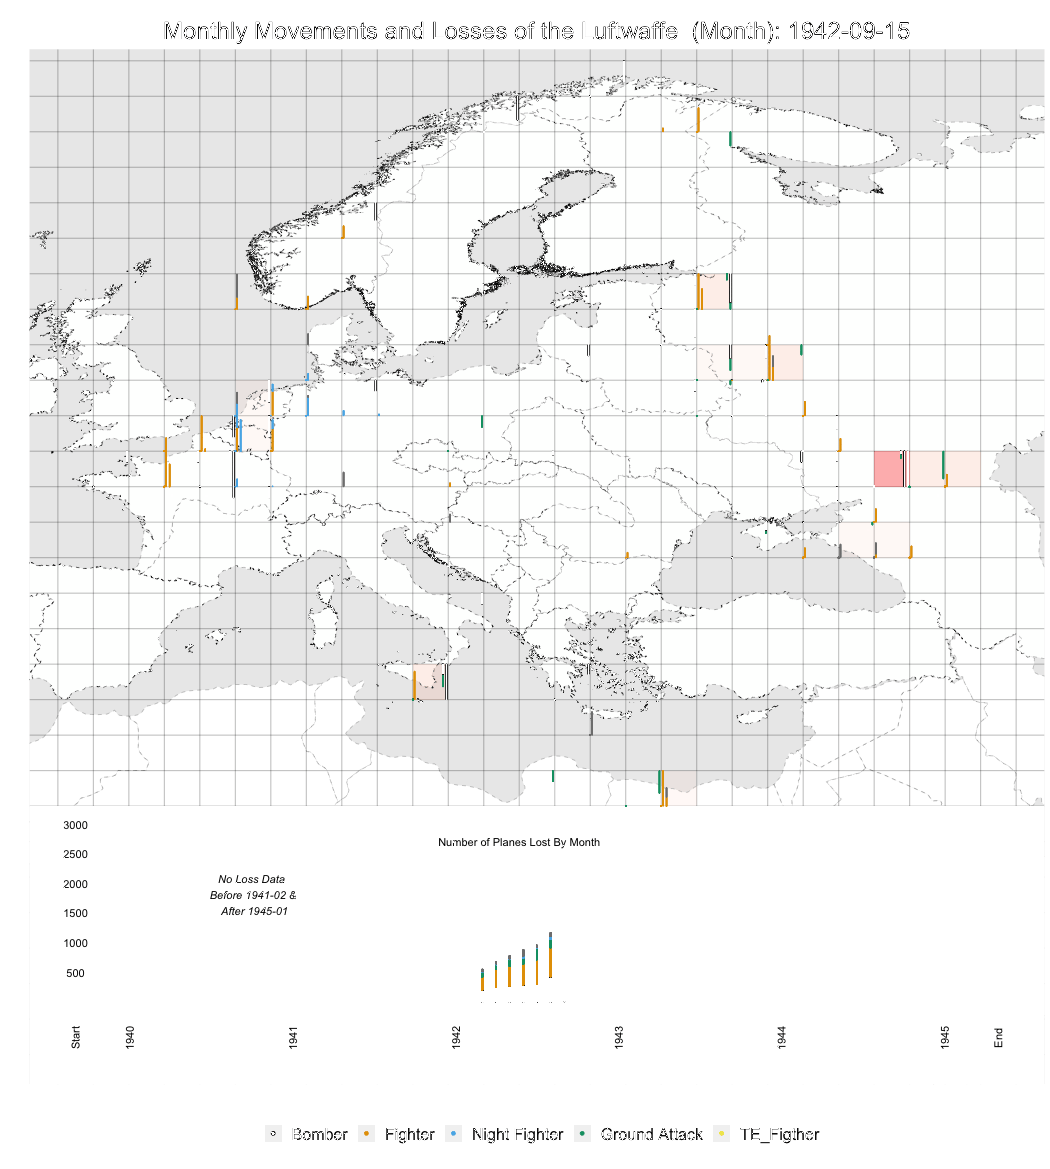 Monthly Movements and Losses of the Luftwaffe (Month): 1942-09-15
3000
Number of Planes Lost By Month
2500
2000
No Loss Data
Before 1941-02 &
After 1945-01
1500
1000
500
Start
1940
1941
1942
1943
1944
1945
End
Bomber Fighter Night Fighter Ground Attack TE_Figther